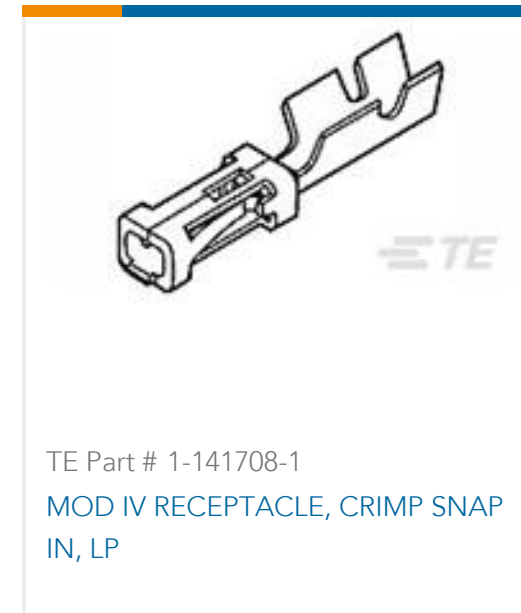 TE
TE Part # 1-141708-1
MOD IV RECEPTACLE, CRIMP SNAP
IN, LP